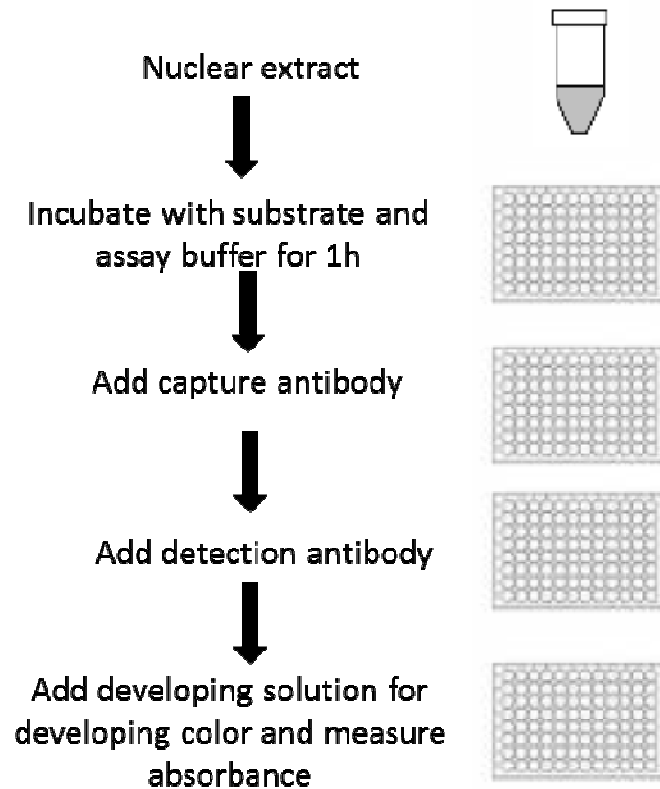 Nuclear extract
Incubate with substrate and
assay buffer for 1h
Add capture antibody
Add detection antibody
Add developing solution for
developing color and measure
absorbance